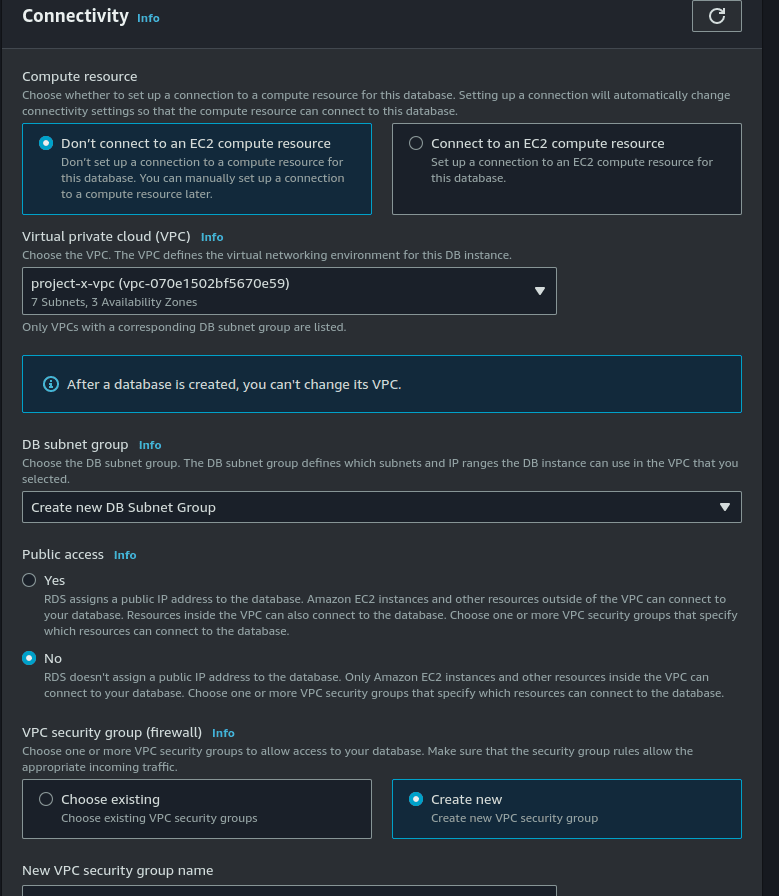 Connectivity Info
Compute resource
Choose whether to set up a connection to a compute resource for this database. Setting up a connection will automatically change
connectivity settings so that the compute resource can connect to this database.
Don't connect to an EC2 compute resource
Don't set up a connection to a compute resource for
this database. You can manually set up a connection
to a compute resource later.
Connect to an EC2 compute resource
Set up a connection to an EC2 compute resource for
this database.
Virtual private cloud (VPC) Info
Choose the VPC. The VPC defines the virtual networking environment for this DB instance.
project-x-vpc (vpc-070e1502bf5670e59)
7 Subnets, 3 Availability Zones
Only VPCs with a corresponding DB subnet group are listed.
After a database is created, you can't change its VPC.
DB subnet group Info
Choose the DB subnet group. The DB subnet group defines which subnets and IP ranges the DB instance can use in the VPC that you
selected.
Create new DB Subnet Group
Public access Info
Yes
RDS assigns a public IP address to the database. Amazon EC2 instances and other resources outside of the VPC can connect to
your database. Resources inside the VPC can also connect to the database. Choose one or more VPC security groups that specify
which resources can connect to the database.
No
RDS doesn't assign a public IP address to the database. Only Amazon EC2 instances and other resources inside the VPC can
connect to your database. Choose one or more VPC security groups that specify which resources can connect to the database.
VPC security group (firewall) Info
Choose one or more VPC security groups to allow access to your database. Make sure that the security group rules allow the
appropriate incoming traffic.
Choose existing
Choose existing VPC security groups
Create new
Create new VPC security group
New VPC security group name